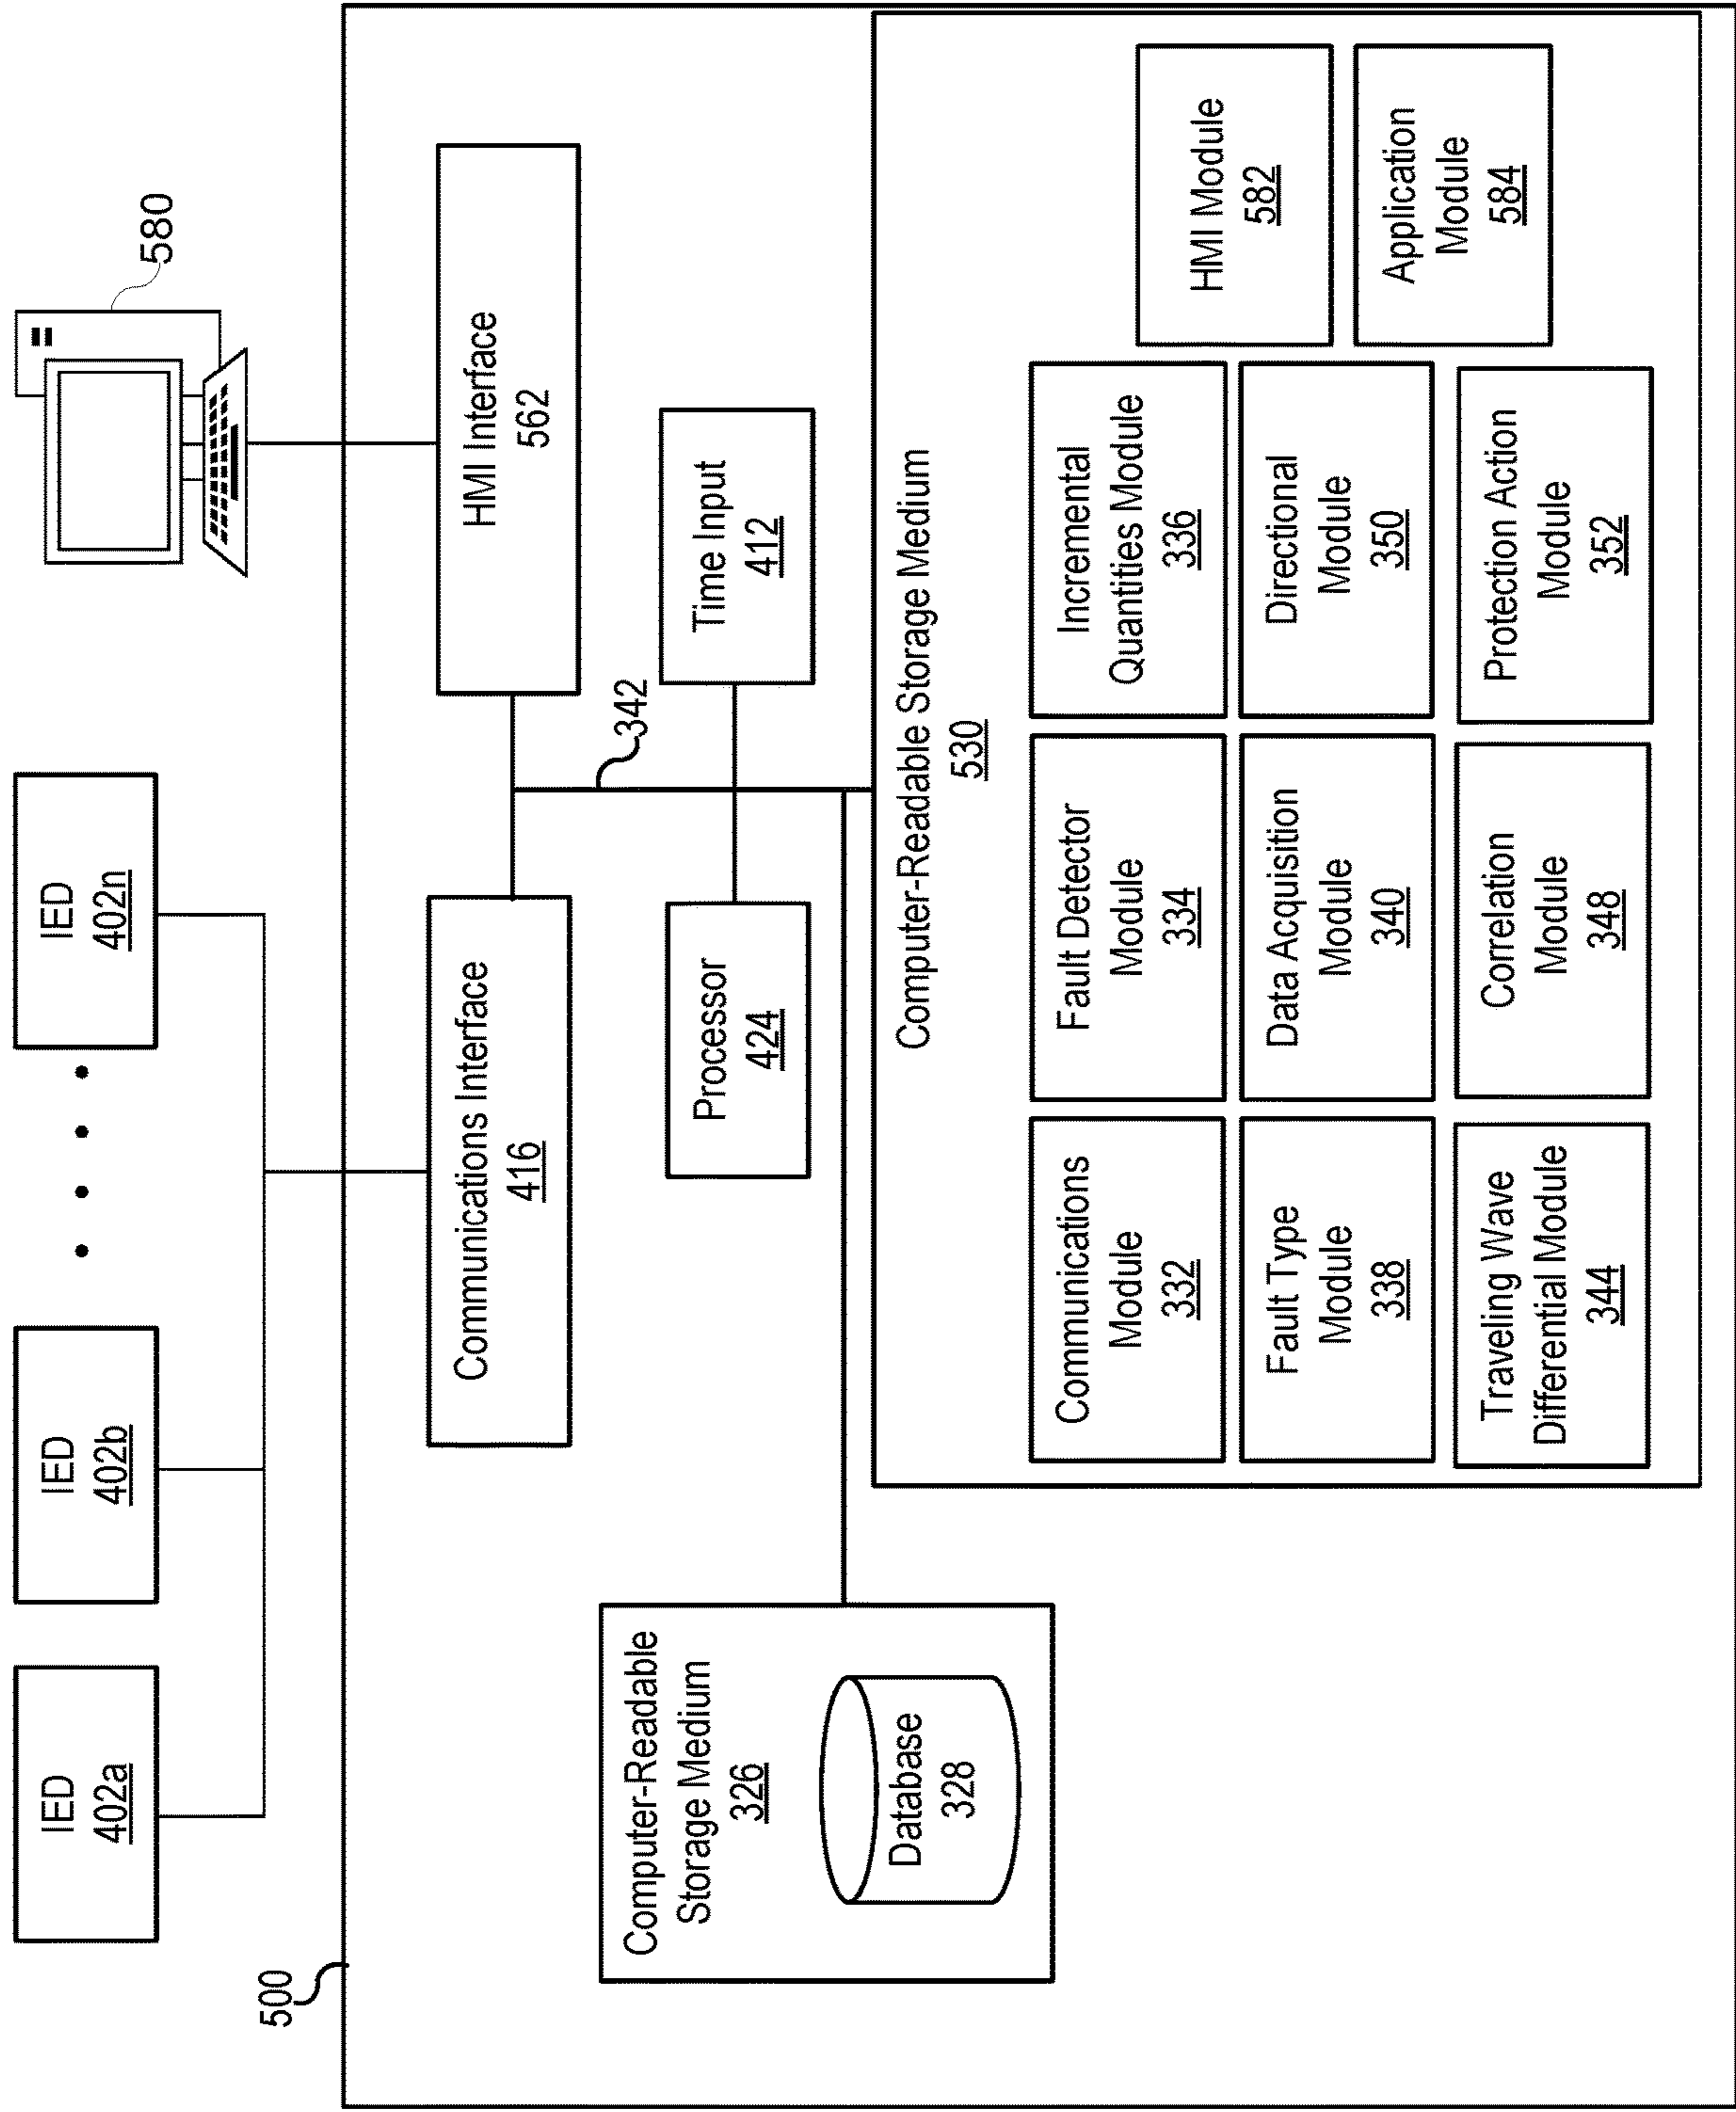 IED
402a
IED
402b
IED
402n
580
500
Communications Interface
416
HMI Interface
562
342
Processor
424
Time Input
412
Computer-Readable
Storage Medium
326
Database
328
Computer-Readable Storage Medium
530
Communications
Module
332
Fault Detector
Module
334
Incremental
Quantities Module
336
HMI Module
582
Fault Type
Module
338
Data Acquisition
Module
340
Directional
Module
350
Application
Module
584
Traveling Wave
Differential Module
344
Correlation
Module
348
Protection Action
Module
352